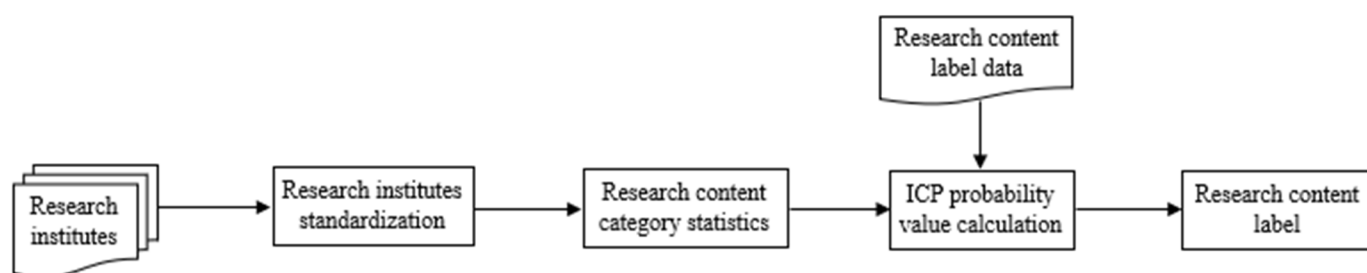 Research content
label data
Research
institutes
Research institutes
standardization
Research content
category statistics
ICP probability
value calculation
Research content
label